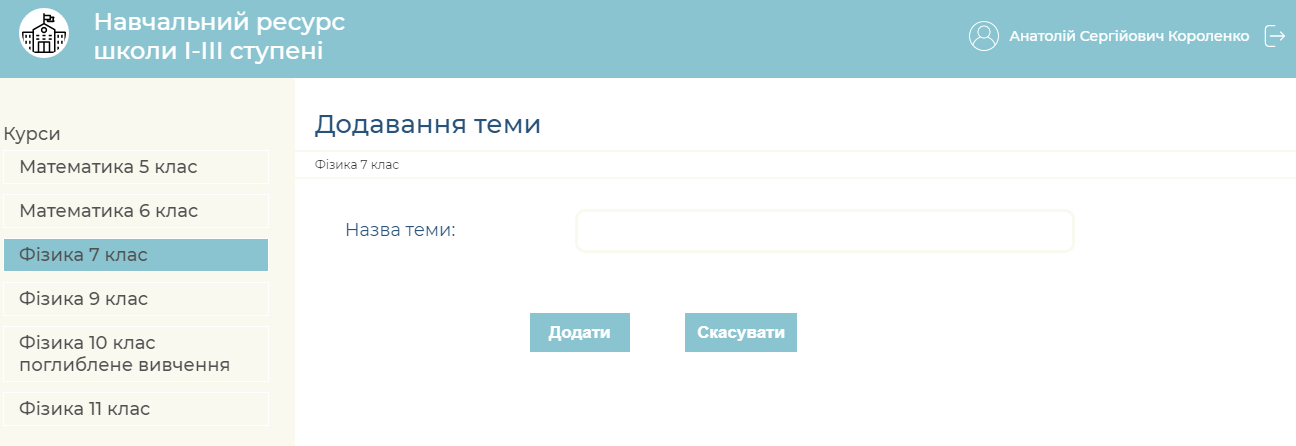 Навчальний ресурс
школи І-ІІІ ступені
Анатолій Сергійович Короленко
Курси
Математика 5 клас
Математика 6 клас
Фізика 7 клас
Фізика 9 клас
Фізика 10 клас
поглиблене вивчення
Фізика 11 клас
Додавання теми
Фізика 7 клас
Назва теми:
Додати
Скасувати